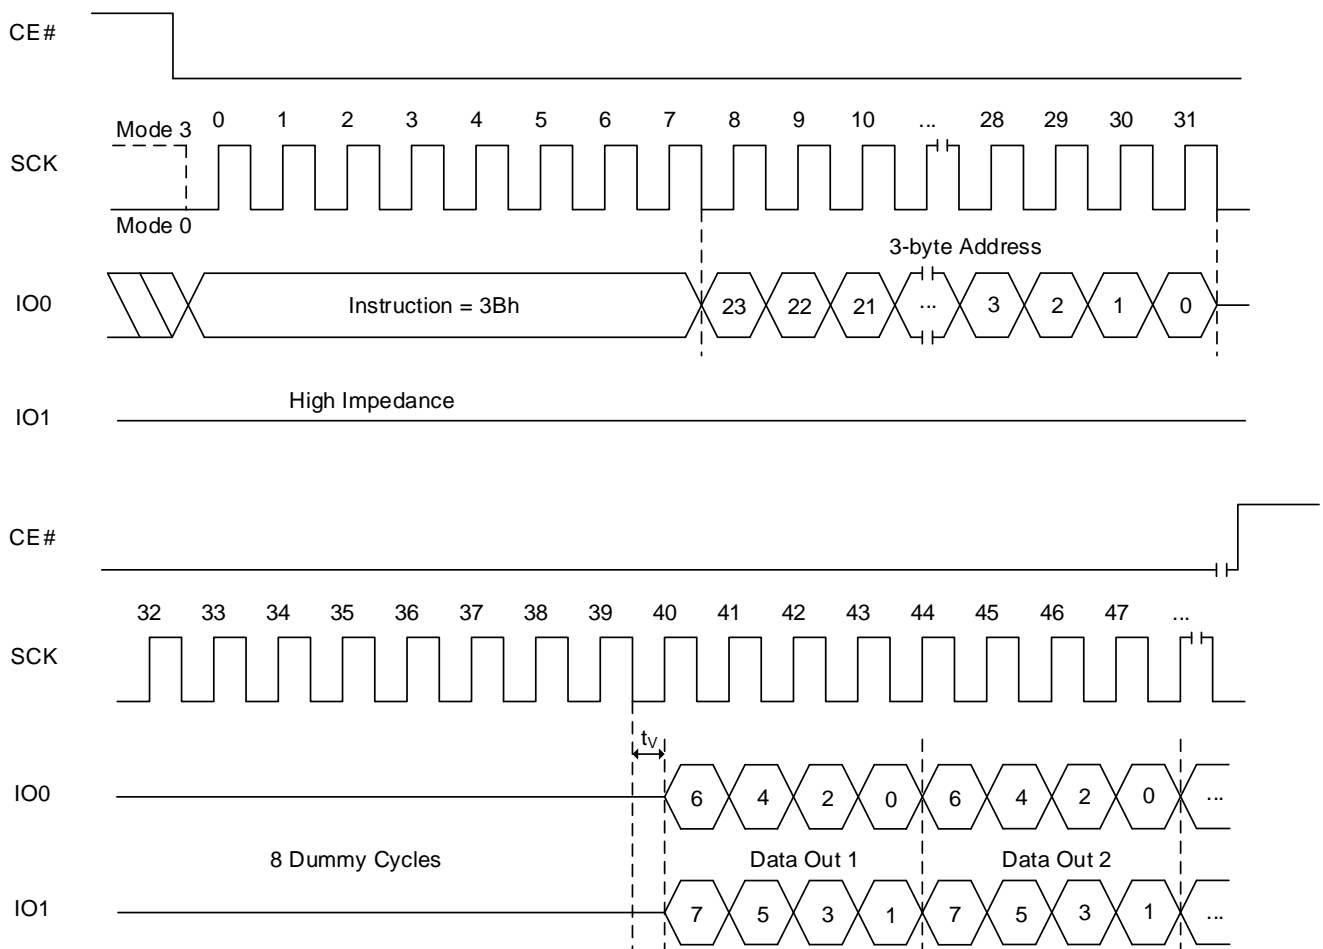 CE#
Mode 3 0 1 2 3 4 5 6 7 8 9 10 ... 28 29 30 31
SCK
Mode 0
3-byte Address
IO0 Instruction = 3Bh 23 22 21 ... 3 2 1 0
High Impedance
IO1
CE#
32 33 34 35 36 37 38 39 40 41 42 43 44 45 46 47 ...
SCK
tV
IO0 6 4 2 0 6 4 2 0 ...
8 Dummy Cycles Data Out 1 Data Out 2
IO1 7 5 3 1 7 5 3 1 ...